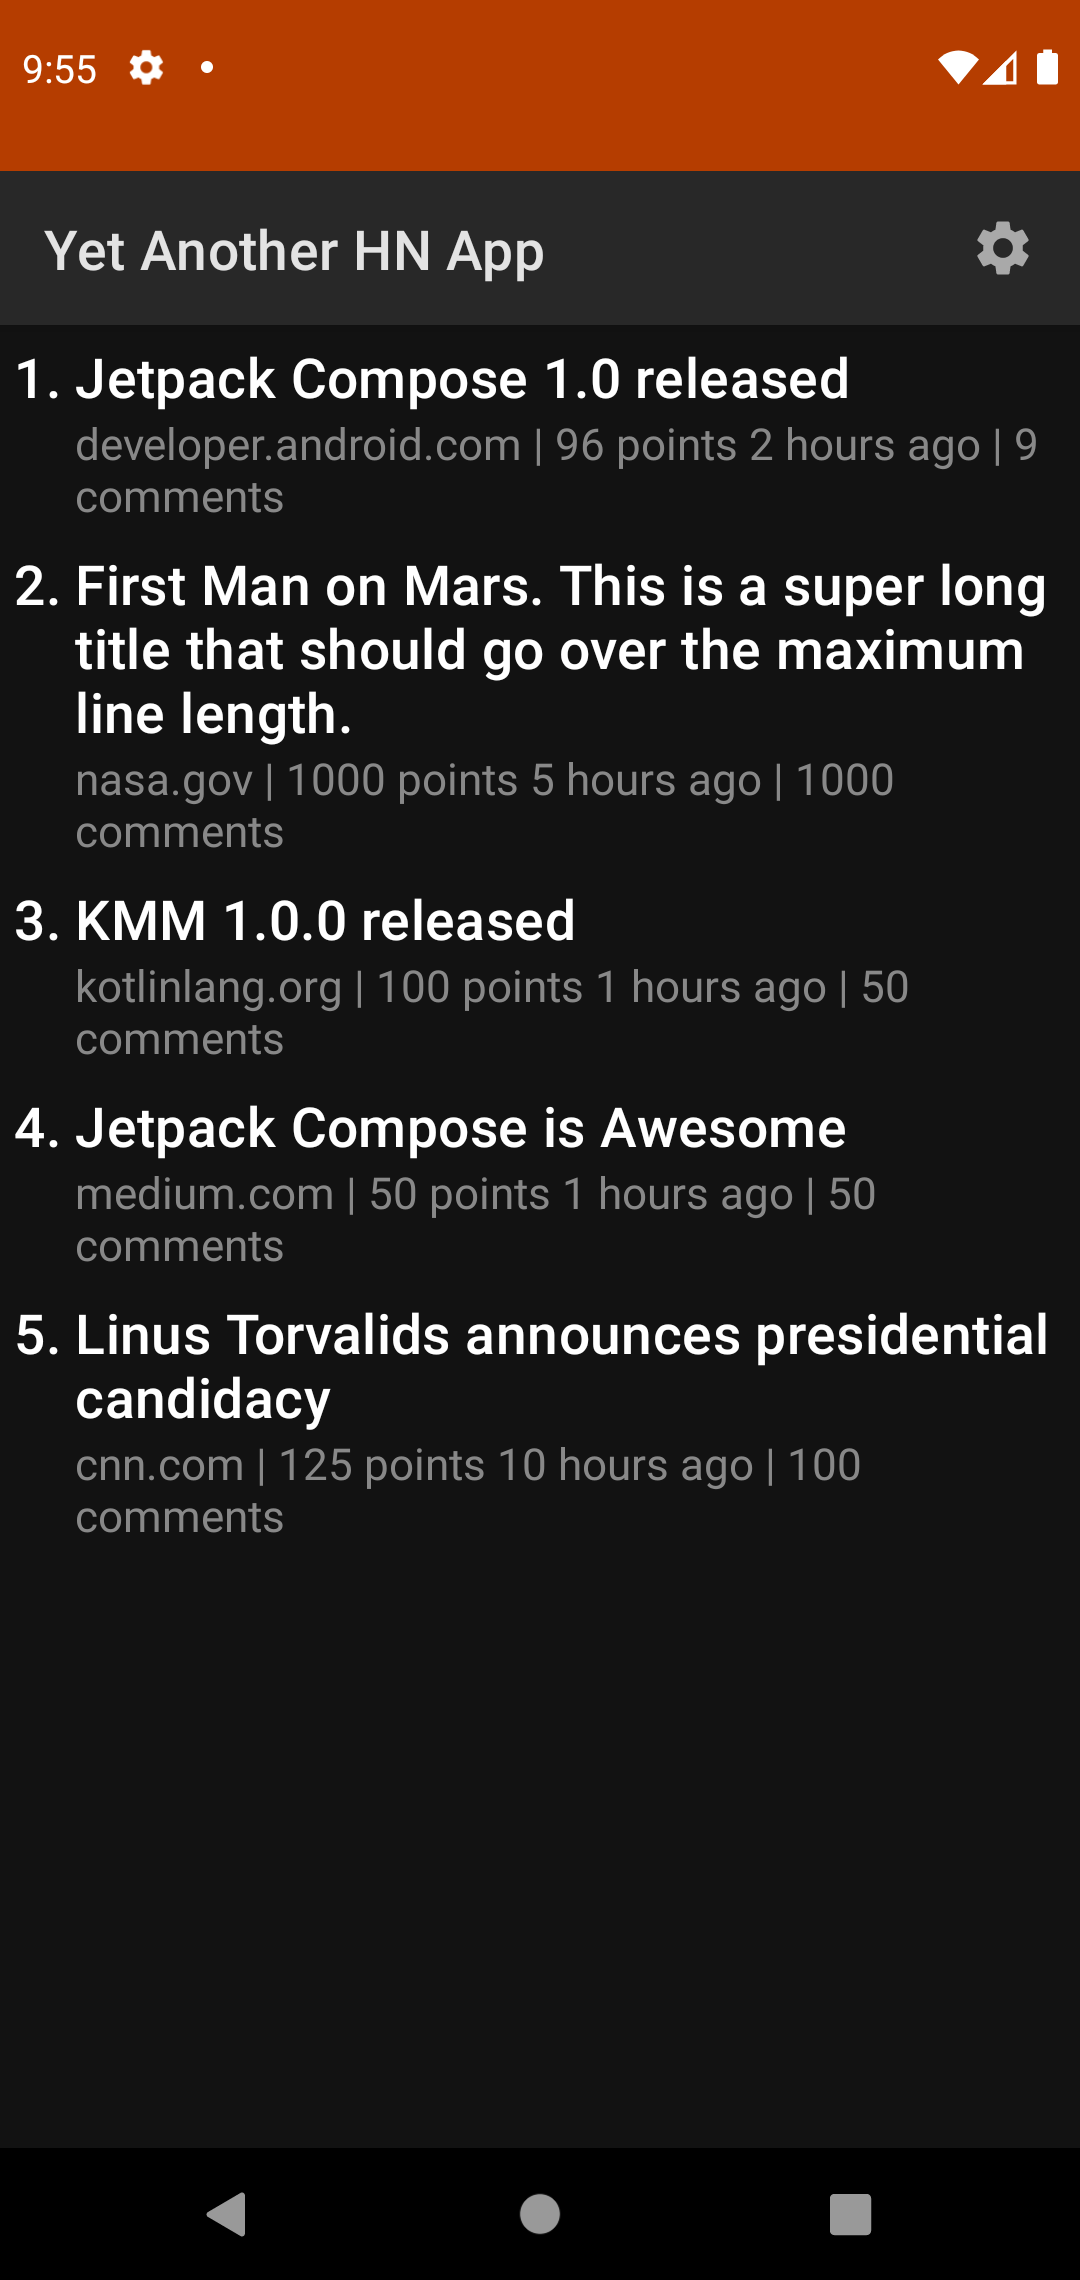 9:55
Yet Another HN App
1. Jetpack Compose 1.0 released
developer.android.com | 96 points 2 hours ago | 9
comments
2. First Man on Mars. This is a super long
title that should go over the maximum
line length.
nasa.gov | 1000 points 5 hours ago | 1000
comments
3. KMM 1.0.0 released
kotlinlang.org | 100 points 1 hours ago | 50
comments
4. Jetpack Compose is Awesome
medium.com | 50 points 1 hours ago | 50
comments
5. Linus Torvalids announces presidential
candidacy
cnn.com | 125 points 10 hours ago | 100
comments